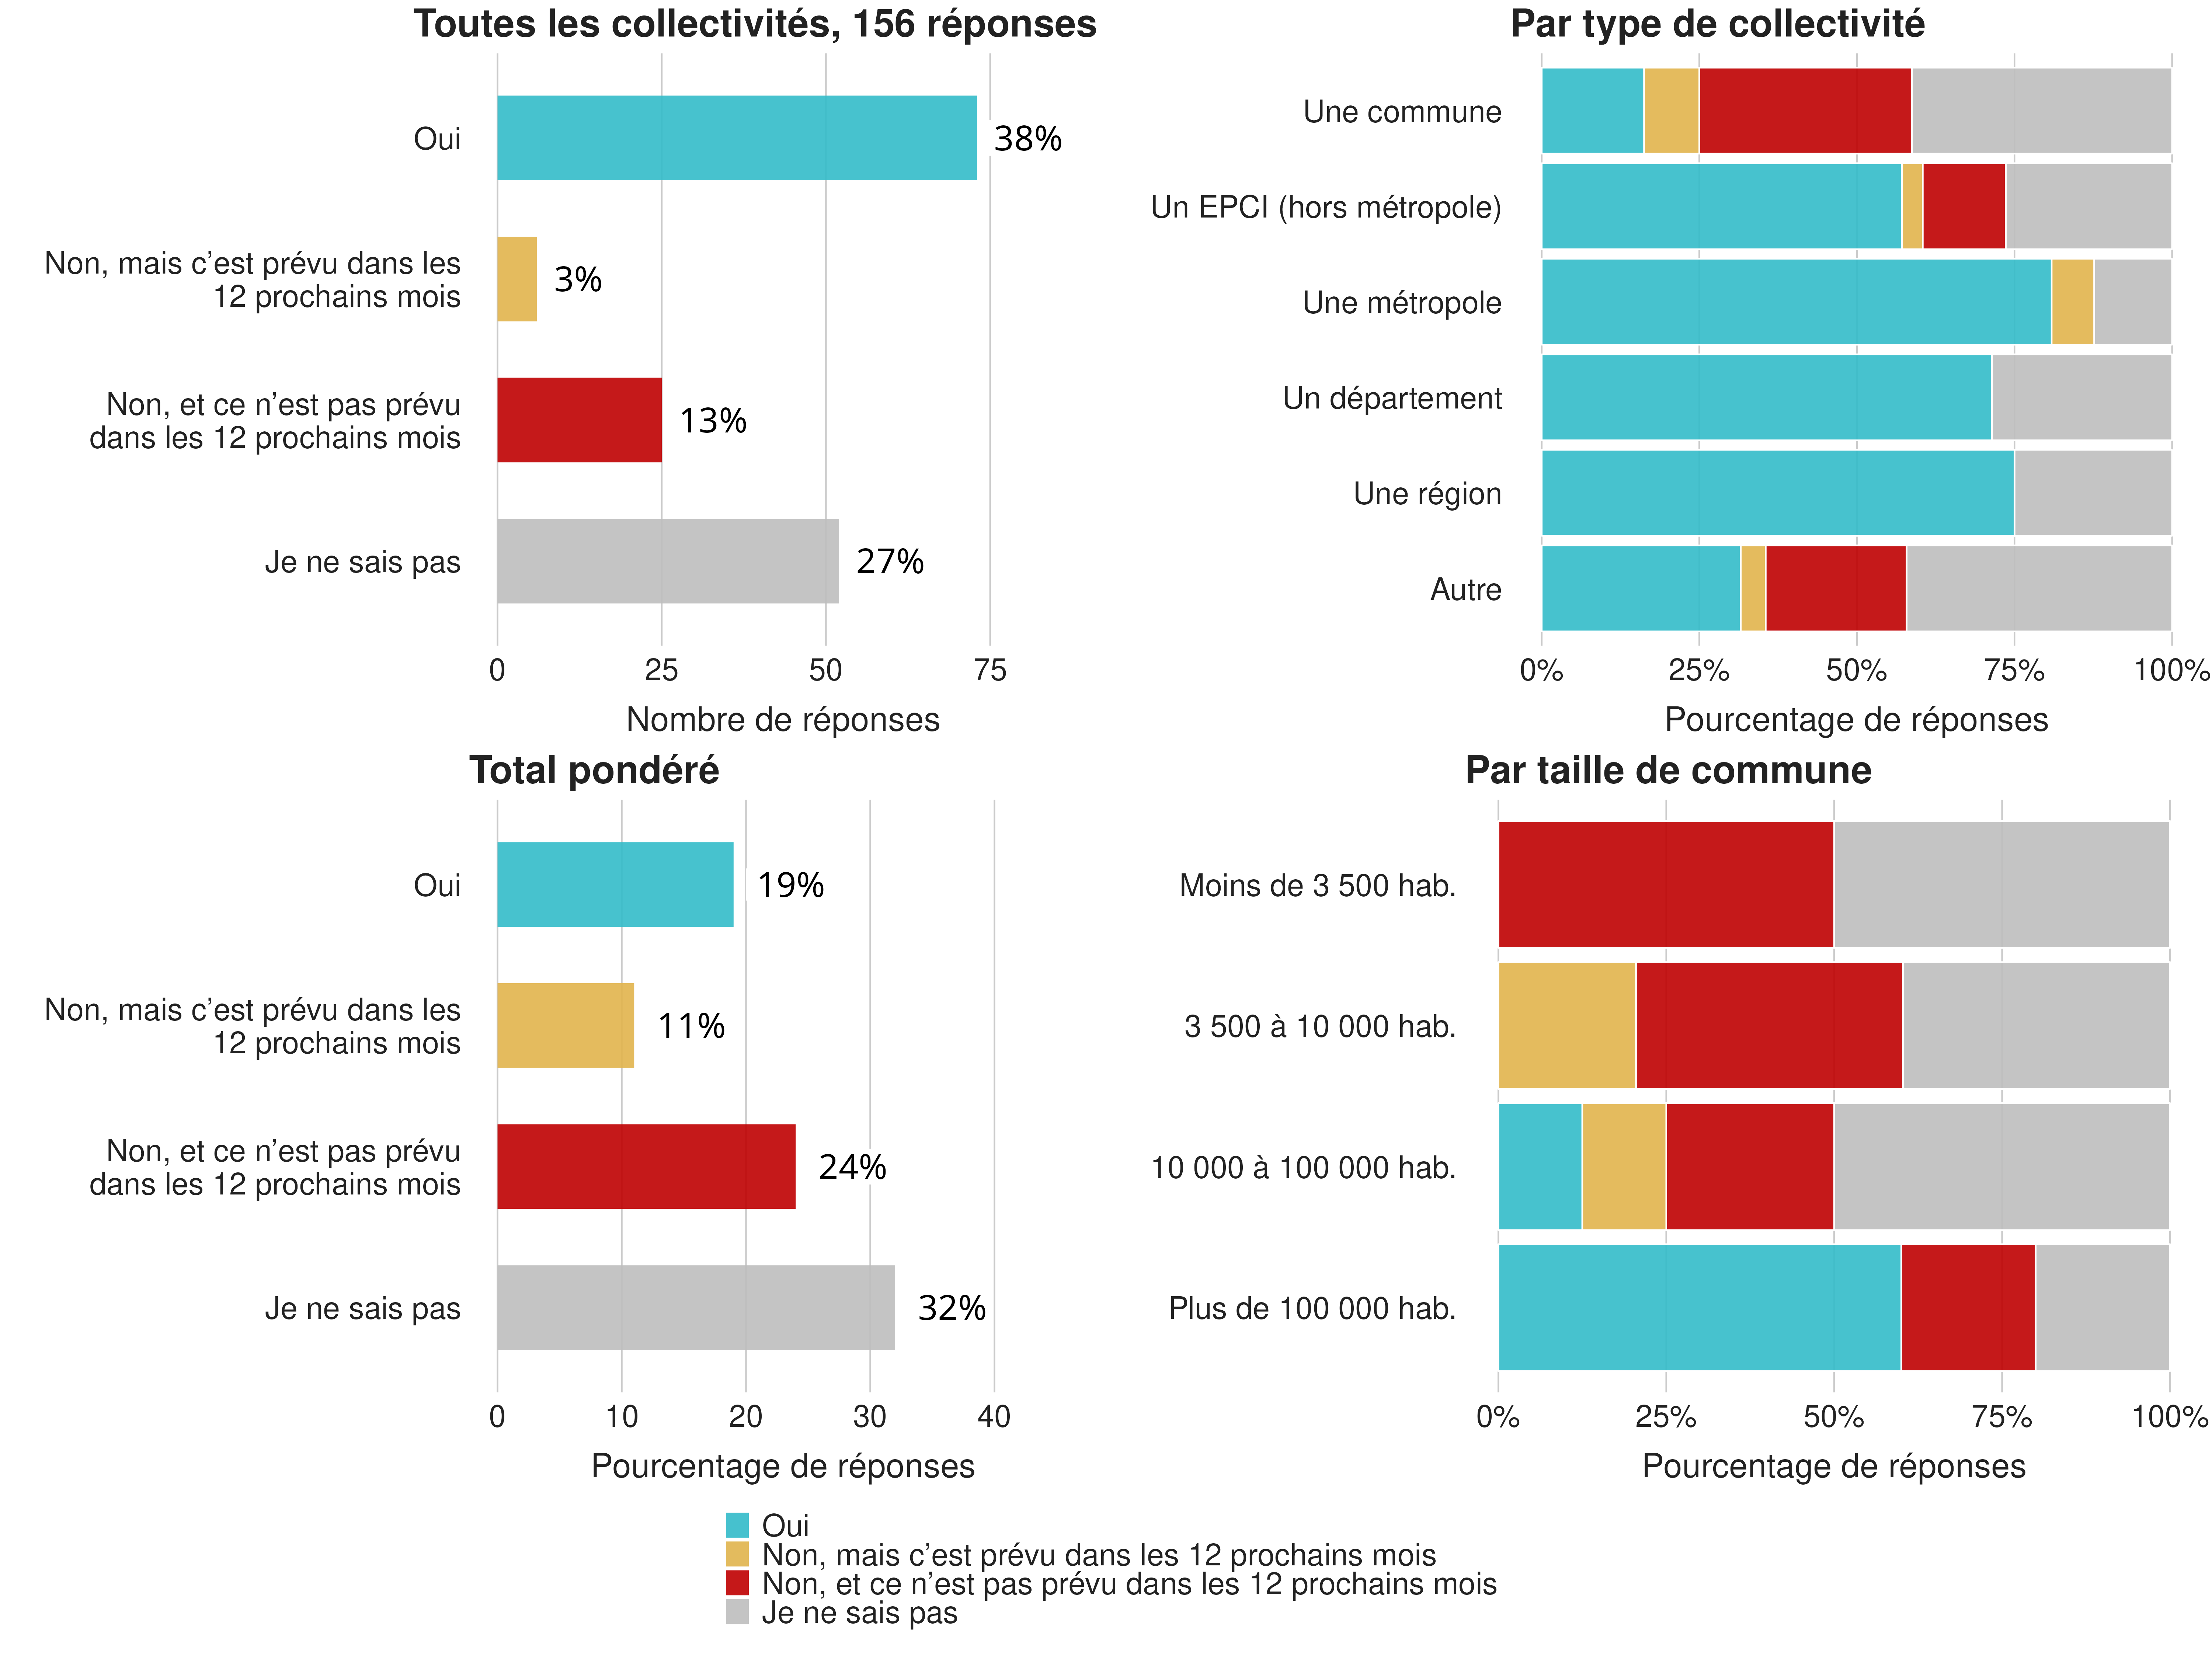 Toutes les collectivités, 156 réponses
Oui
38%
Non, mais c’est prévu dans les
12 prochains mois
3%
Non, et ce n’est pas prévu
dans les 12 prochains mois
13%
Je ne sais pas
27%
0 25 50 75
Nombre de réponses
Par type de collectivité
Une commune
Un EPCI (hors métropole)
Une métropole
Un département
Une région
Autre
0% 25% 50% 75% 100%
Pourcentage de réponses
Total pondéré
Oui
19%
Non, mais c’est prévu dans les
12 prochains mois
11%
Non, et ce n’est pas prévu
dans les 12 prochains mois
24%
Je ne sais pas
32%
0 10 20 30 40
Pourcentage de réponses
Par taille de commune
Moins de 3 500 hab.
3 500 à 10 000 hab.
10 000 à 100 000 hab.
Plus de 100 000 hab.
0% 25% 50% 75% 100%
Pourcentage de réponses
Oui
Non, mais c’est prévu dans les 12 prochains mois
Non, et ce n’est pas prévu dans les 12 prochains mois
Je ne sais pas